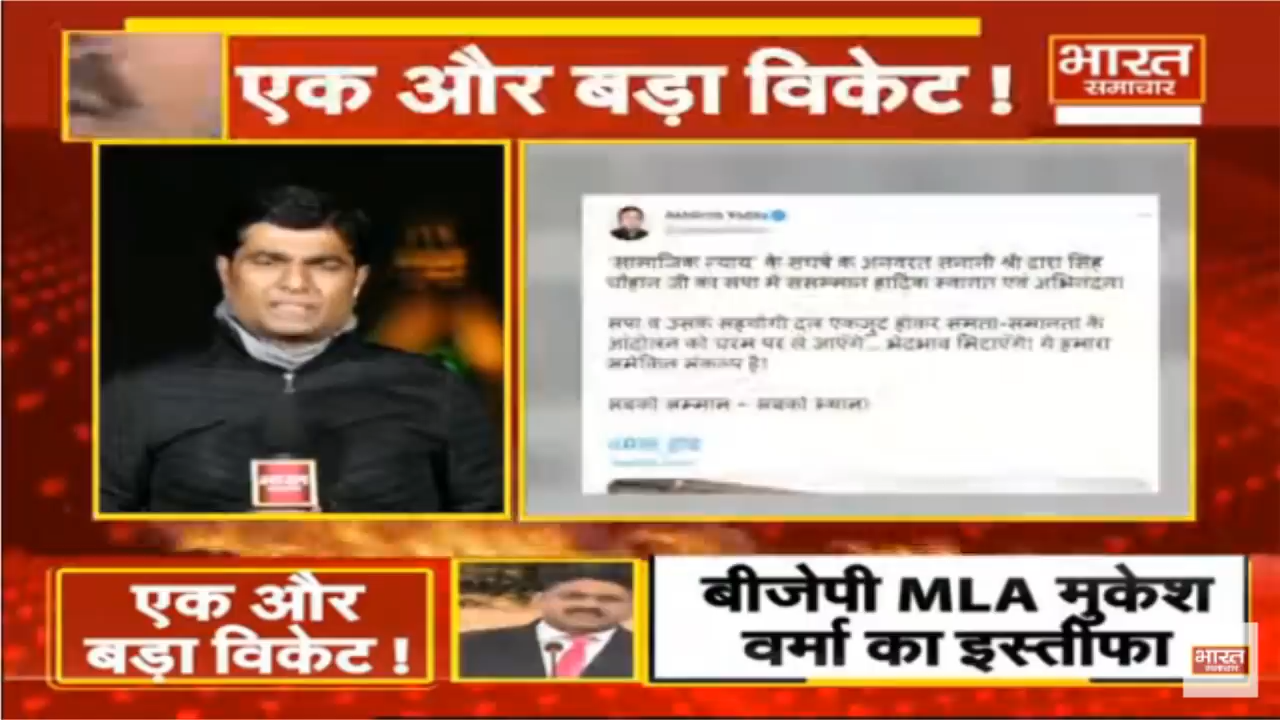 एक और बड़ा विकेट !
भारत
समाचार
'सामाजिक न्याय' के संघर्ष के अनवरत सेनानी श्री दारा सिंह
चौहान जी का सपा में ससम्मान हार्दिक स्वागत एवं अभिनंदन!
सपा व उसके सहयोगी दल एकजुट होकर समता-समानता के
आंदोलन को चरम पर ले जाएँगे... भेदभाव मिटाएँगे! ये हमारा
समेकित संकल्प है!
सबको सम्मान - सबको स्थान!
एक और
बड़ा विकेट !
बीजेपी MLA मुकेश
वर्मा का इस्तीफा
भारत
समाचार